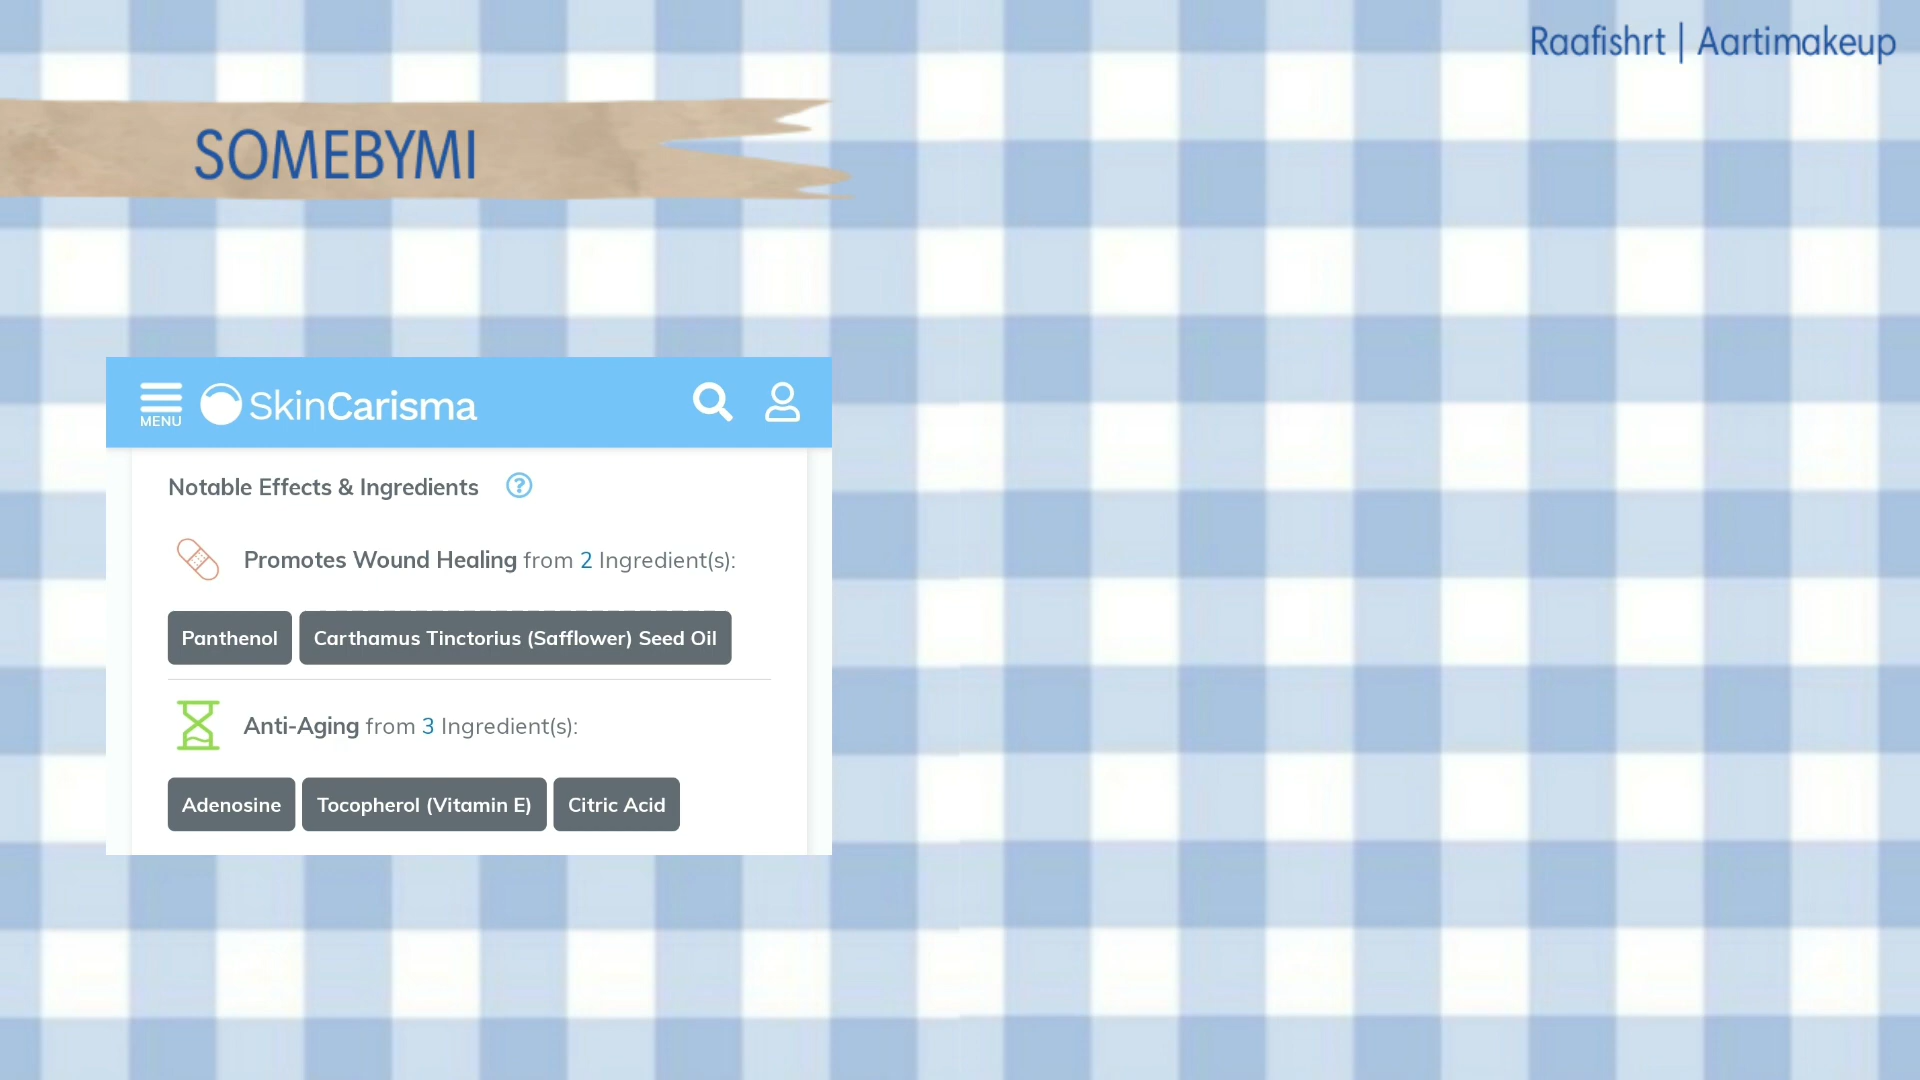 Raafishrt | Aartimakeup
SOMEBYMI
MENU
SkinCarisma
Notable Effects & Ingredients ?
Promotes Wound Healing from 2 Ingredient(s):
Panthenol Carthamus Tinctorius (Safflower) Seed Oil
Anti-Aging from 3 Ingredient(s):
Adenosine Tocopherol (Vitamin E) Citric Acid